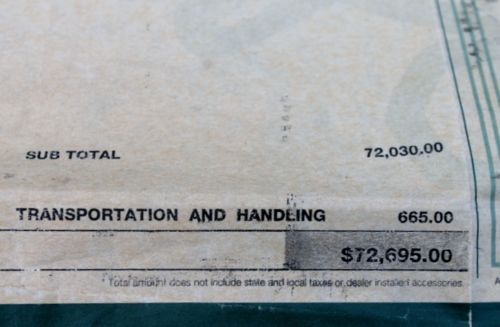 SUB TOTAL 72,030.00
TRANSPORTATION AND HANDLING 665.00
$72,695.00
Total amount does not include state and local taxes or dealer installed accessories